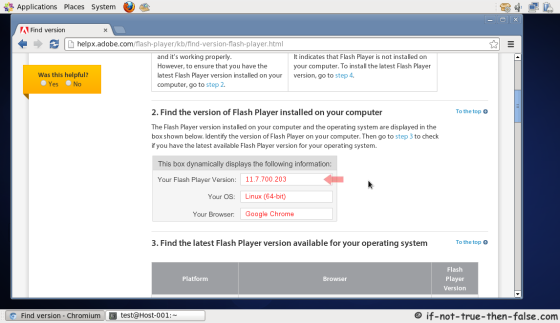 Applications Places System
Find version
helpx.adobe.com/flash-player/kb/find-version-flash-player.html
Was this helpful?
Yes No
and it's working properly.
However, to ensure that you have the
latest Flash Player version installed on
your computer, go to step 2.
It indicates that Flash Player is not installed on
your computer. To install the latest Flash Player
version, go to step 4.
2. Find the version of Flash Player installed on your computer
To the top
The Flash Player version installed on your computer and the operating system are displayed in the
box shown below. Identify the version of Flash Player on your computer. Then go to step 3 to check
if you have the latest available Flash Player version for your operating system.
This box dynamically displays the following information:
Your Flash Player Version: 11.7.700.203
Your OS: Linux (64-bit)
Your Browser: Google Chrome
3. Find the latest Flash Player version available for your operating system
To the top
Platform Browser Flash
Player
Version
Find version - Chromium test@Host-001:~
© if-not-true-then-false.com